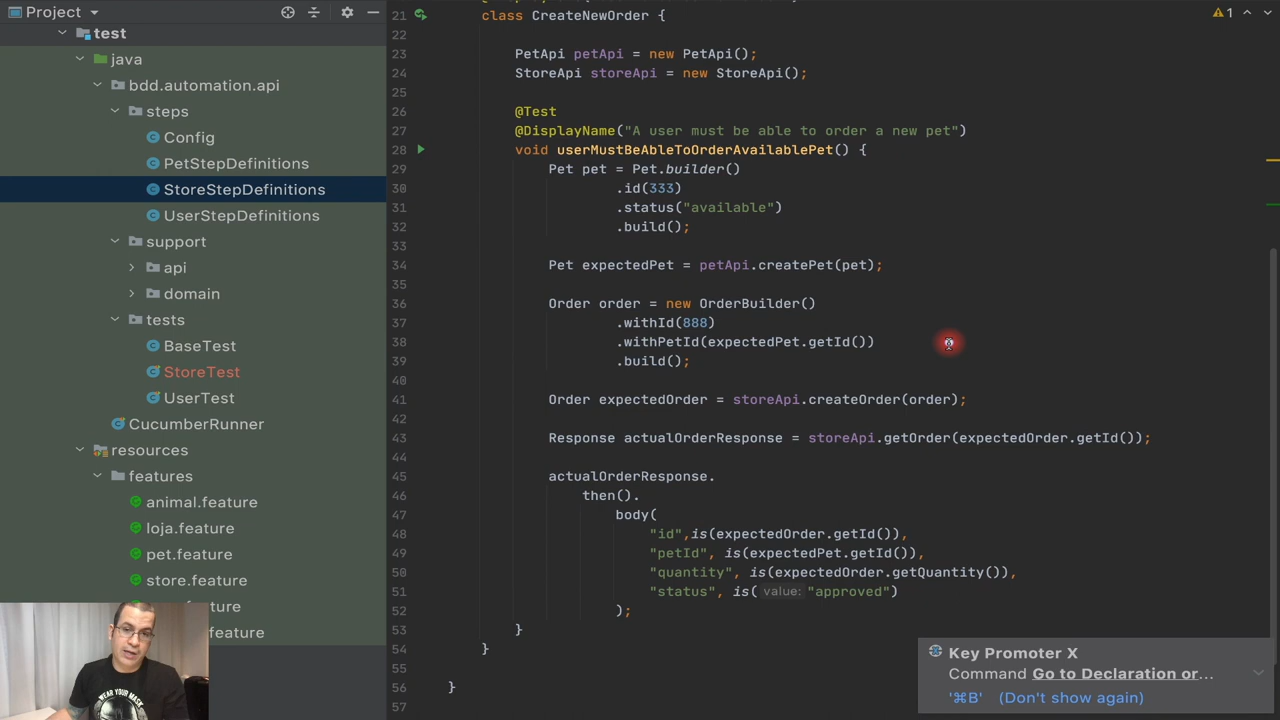 Project
test
java
bdd.automation.api
steps
Config
PetStepDefinitions
StoreStepDefinitions
UserStepDefinitions
support
api
domain
tests
BaseTest
StoreTest
UserTest
CucumberRunner
resources
features
animal.feature
loja.feature
pet.feature
store.feature
ture
feature
WEAR YOUR MASK
1
21 class CreateNewOrder {
22
23 PetApi petApi = new PetApi();
24 StoreApi storeApi = new StoreApi();
25
26 @Test
27 @DisplayName("A user must be able to order a new pet")
28 void userMustBeAbleToOrderAvailablePet() {
29 Pet pet = Pet.builder()
30 .id(333)
31 .status("available")
32 .build();
33
34 Pet expectedPet = petApi.createPet(pet);
35
36 Order order = new OrderBuilder()
37 .withId(888)
38 .withPetId(expectedPet.getId())
39 .build();
40
41 Order expectedOrder = storeApi.createOrder(order);
42
43 Response actualOrderResponse = storeApi.getOrder(expectedOrder.getId());
44
45 actualOrderResponse.
46 then().
47 body(
48 "id",is(expectedOrder.getId()),
49 "petId", is(expectedPet.getId()),
50 "quantity", is(expectedOrder.getQuantity()),
51 "status", is( value: "approved")
52 );
53 }
54 }
55
56 }
57
Key Promoter X
Command Go to Declaration or...
'⌘B' (Don't show again)